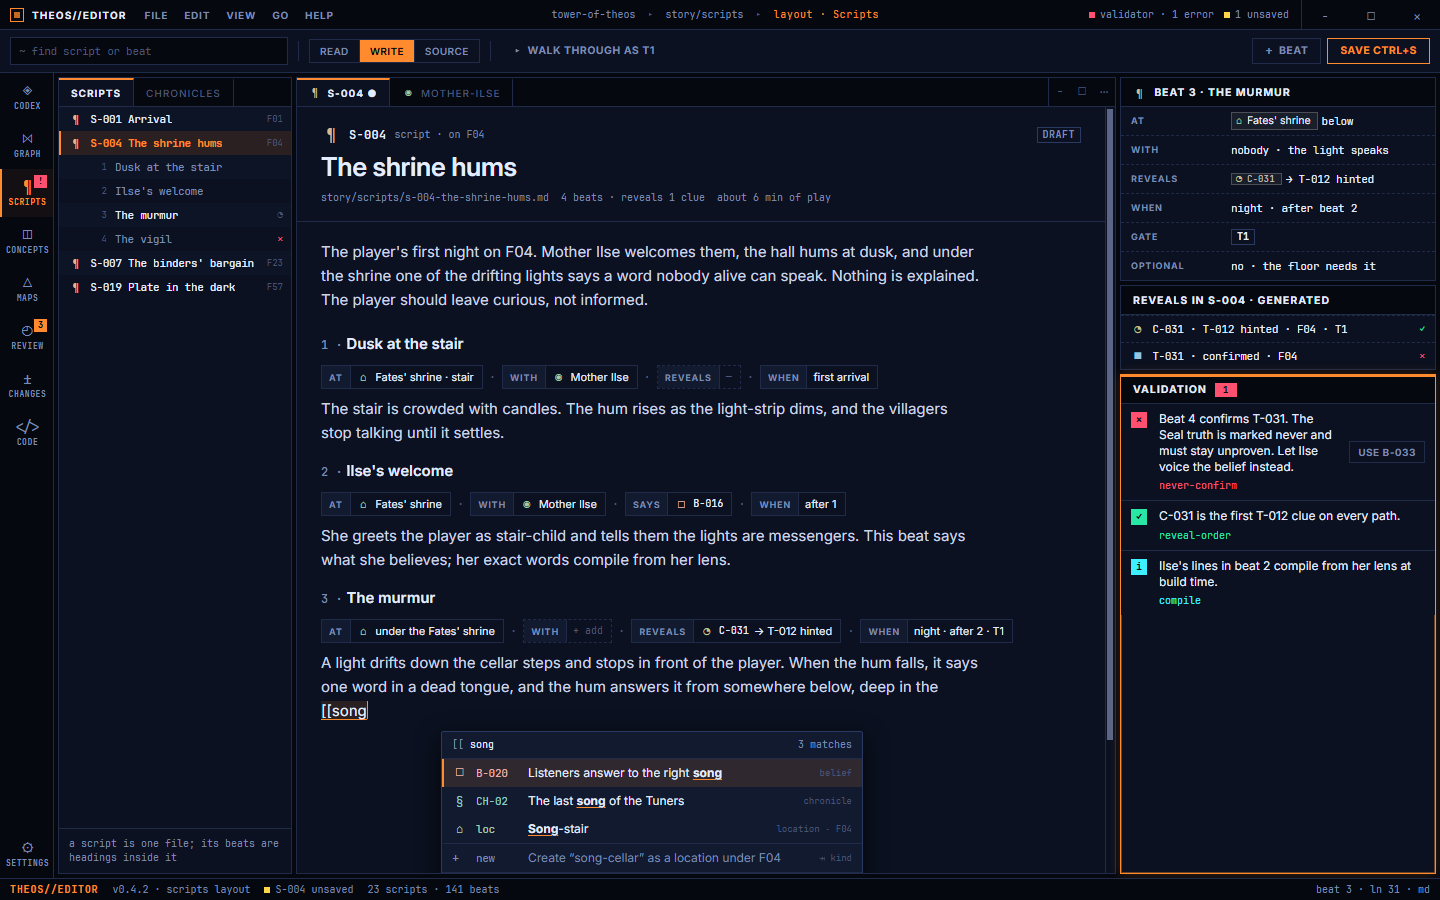 THEOS//EDITOR FILE EDIT VIEW GO HELP tower-of-theos ▸ story/scripts ▸ layout · Scripts validator · 1 error 1 unsaved
~ find script or beat READ WRITE SOURCE ▸ WALK THROUGH AS T1 + BEAT SAVE CTRL+S
CODEX
GRAPH
SCRIPTS !
CONCEPTS
MAPS
REVIEW 3
CHANGES
</> CODE
SETTINGS
SCRIPTS CHRONICLES
¶ S-001 Arrival F01
¶ S-004 The shrine hums F04
1 Dusk at the stair
2 Ilse's welcome
3 The murmur
4 The vigil ×
¶ S-007 The binders' bargain F23
¶ S-019 Plate in the dark F57
a script is one file; its beats are
headings inside it
¶ S-004 ● MOTHER-ILSE
¶ S-004 script · on F04 DRAFT
The shrine hums
story/scripts/s-004-the-shrine-hums.md 4 beats · reveals 1 clue about 6 min of play
The player's first night on F04. Mother Ilse welcomes them, the hall hums at dusk, and under
the shrine one of the drifting lights says a word nobody alive can speak. Nothing is explained.
The player should leave curious, not informed.
1 · Dusk at the stair
AT Fates' shrine · stair · WITH Mother Ilse · REVEALS — · WHEN first arrival
The stair is crowded with candles. The hum rises as the light-strip dims, and the villagers
stop talking until it settles.
2 · Ilse's welcome
AT Fates' shrine · WITH Mother Ilse · SAYS B-016 · WHEN after 1
She greets the player as stair-child and tells them the lights are messengers. This beat says
what she believes; her exact words compile from her lens.
3 · The murmur
AT under the Fates' shrine · WITH + add · REVEALS C-031 → T-012 hinted · WHEN night · after 2 · T1
A light drifts down the cellar steps and stops in front of the player. When the hum falls, it says
one word in a dead tongue, and the hum answers it from somewhere below, deep in the
[[song
[[ song 3 matches
B-020 Listeners answer to the right song belief
§ CH-02 The last song of the Tuners chronicle
loc Song-stair location · F04
+ new Create “song-cellar” as a location under F04 ⇥ kind
¶ BEAT 3 · THE MURMUR
AT Fates' shrine below
WITH nobody · the light speaks
REVEALS C-031 → T-012 hinted
WHEN night · after beat 2
GATE T1
OPTIONAL no · the floor needs it
REVEALS IN S-004 · GENERATED
C-031 · T-012 hinted · F04 · T1 ✓
T-031 · confirmed · F04 ×
VALIDATION 1
× Beat 4 confirms T-031. The
Seal truth is marked never and
must stay unproven. Let Ilse
voice the belief instead.
never-confirm
USE B-033
✓ C-031 is the first T-012 clue on every path.
reveal-order
i Ilse's lines in beat 2 compile from her lens at
build time.
compile
THEOS//EDITOR v0.4.2 · scripts layout S-004 unsaved 23 scripts · 141 beats beat 3 · ln 31 · md